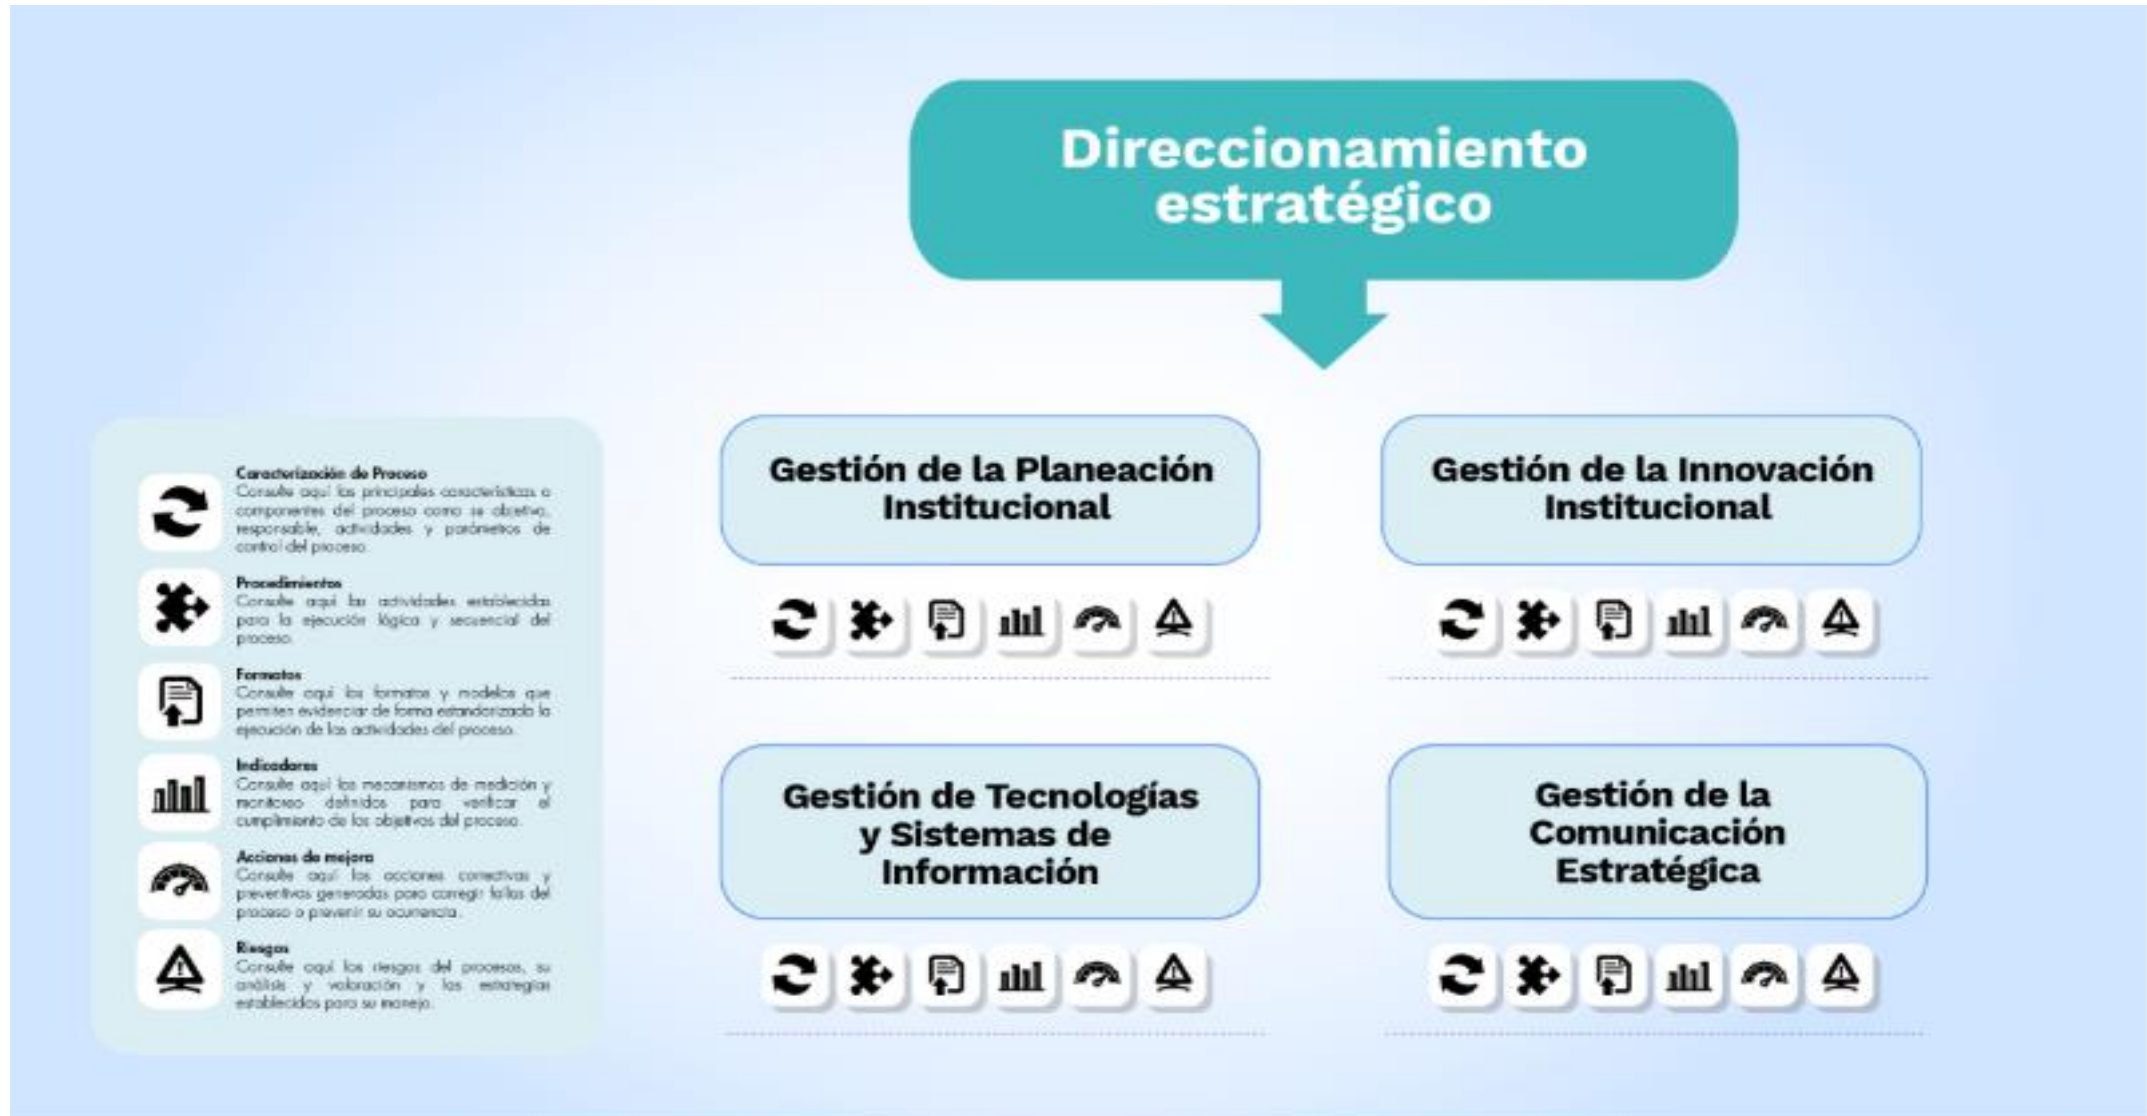 Direccionamiento
estratégico
Caracterización de Proceso
Consulte aquí las principales características o
componentes del proceso como se objetivo,
responsable, actividades y parámetros de
control del proceso.
Procedimientos
Consulte aquí las actividades establecidas
para la ejecución lógica y secuencial del
proceso.
Formatos
Consulte aquí los formatos y modelos que
permiten evidenciar de forma estandarizada la
ejecución de las actividades del proceso.
Indicadores
Consulte aquí los mecanismos de medición y
monitoreo definidos para verificar el
cumplimiento de los objetivos del proceso.
Acciones de mejora
Consulte aquí las acciones correctivas y
preventivas generadas para corregir fallas del
proceso o prevenir su ocurrencia.
Riesgos
Consulte aquí los riesgos del procesos, su
análisis y valoración y las estrategias
establecidas para su manejo.
Gestión de la Planeación
Institucional
Gestión de la Innovación
Institucional
Gestión de Tecnologías
y Sistemas de
Información
Gestión de la
Comunicación
Estratégica